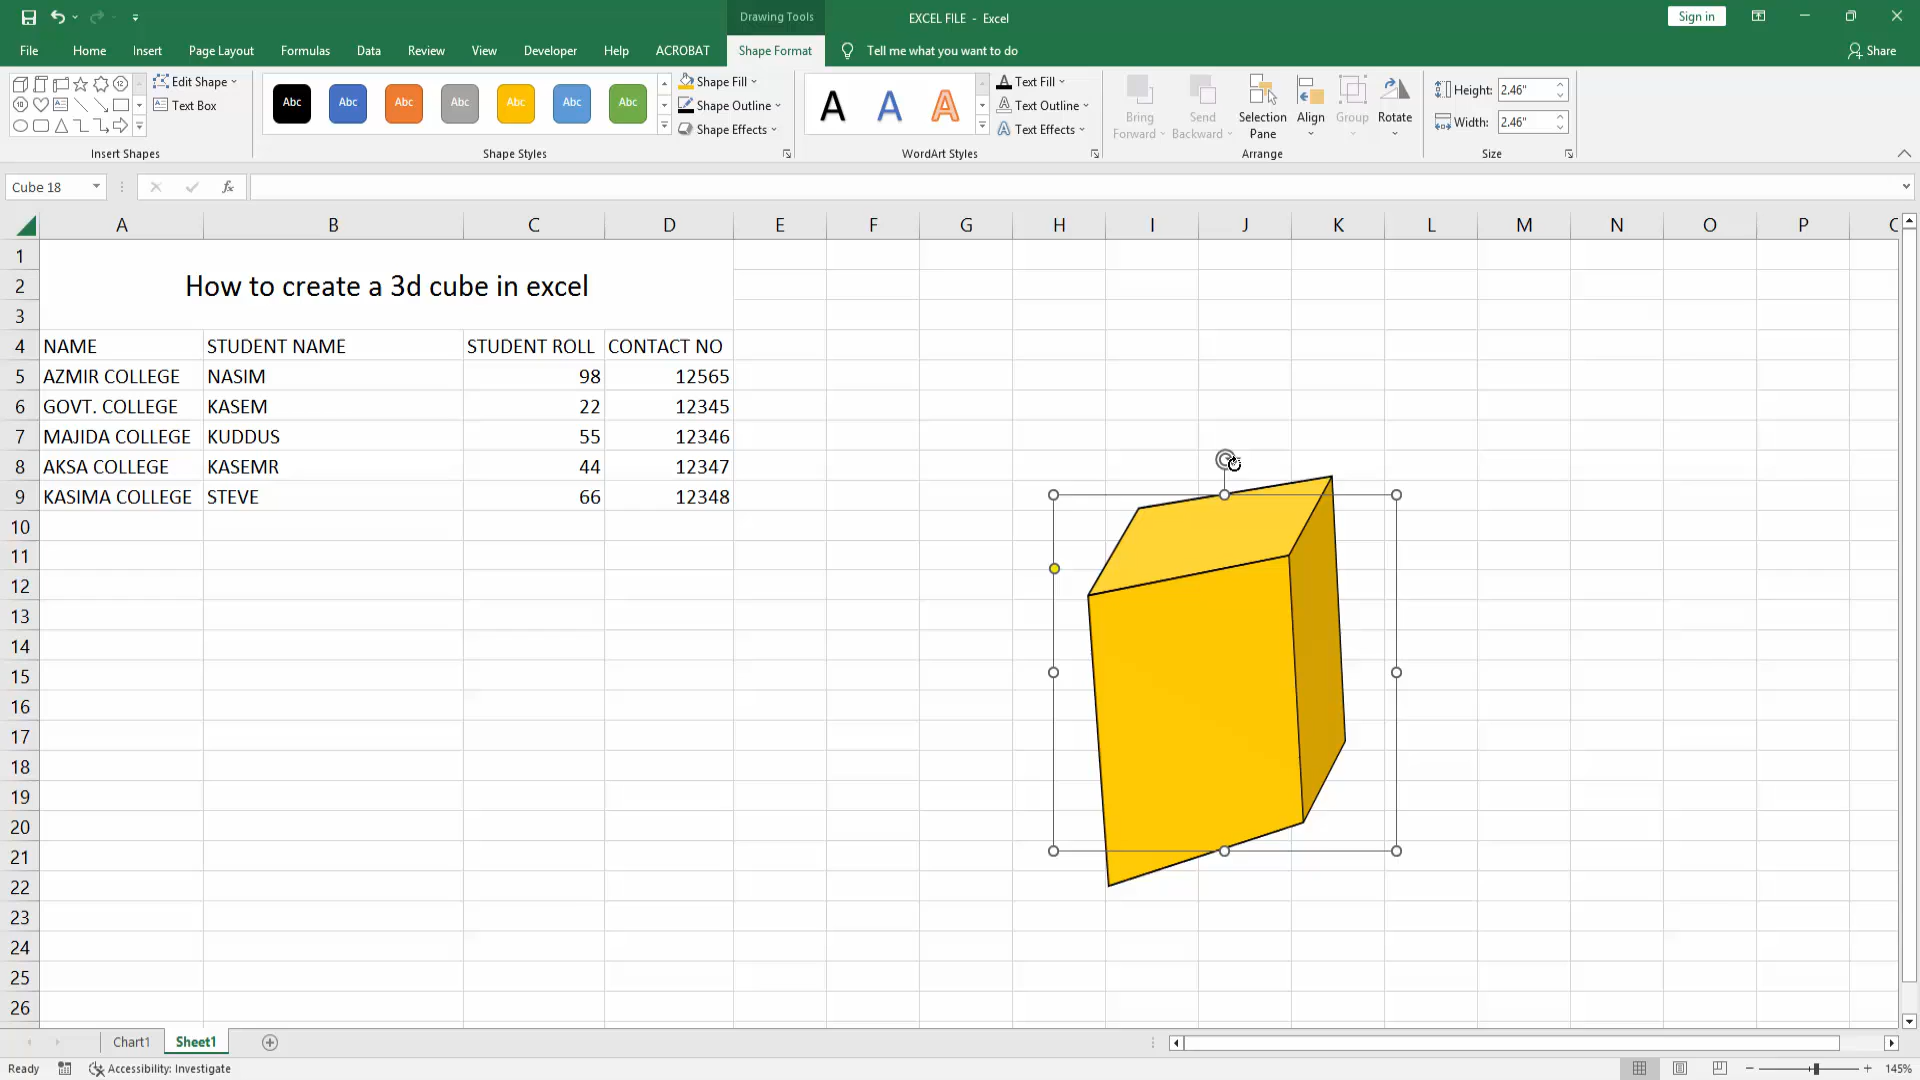 Drawing Tools
EXCEL FILE - Excel
Sign in
File Home Insert Page Layout Formulas Data Review View Developer Help ACROBAT Shape Format Tell me what you want to do Share
Edit Shape
Text Box
Insert Shapes
Abc Abc Abc Abc Abc Abc Abc
Shape Fill
Shape Outline
Shape Effects
Shape Styles
A A A
Text Fill
Text Outline
Text Effects
WordArt Styles
Bring Forward
Send Backward
Selection Pane
Align
Group
Rotate
Arrange
Height: 2.46"
Width: 2.46"
Size
Cube 18
fx
A B C D E F G H I J K L M N O P
1
2 How to create a 3d cube in excel
3
4 NAME STUDENT NAME STUDENT ROLL CONTACT NO
5 AZMIR COLLEGE NASIM 98 12565
6 GOVT. COLLEGE KASEM 22 12345
7 MAJIDA COLLEGE KUDDUS 55 12346
8 AKSA COLLEGE KASEMR 44 12347
9 KASIMA COLLEGE STEVE 66 12348
10
11
12
13
14
15
16
17
18
19
20
21
22
23
24
25
26
Chart1 Sheet1
Ready Accessibility: Investigate 145%